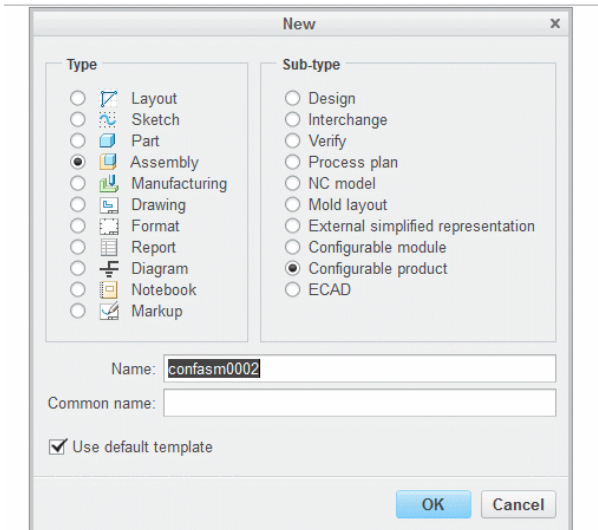 New
x
Type
Layout
Sketch
Part
Assembly
Manufacturing
Drawing
Format
Report
Diagram
Notebook
Markup
Sub-type
Design
Interchange
Verify
Process plan
NC model
Mold layout
External simplified representation
Configurable module
Configurable product
ECAD
Name: confasm0002
Common name:
Use default template
OK Cancel